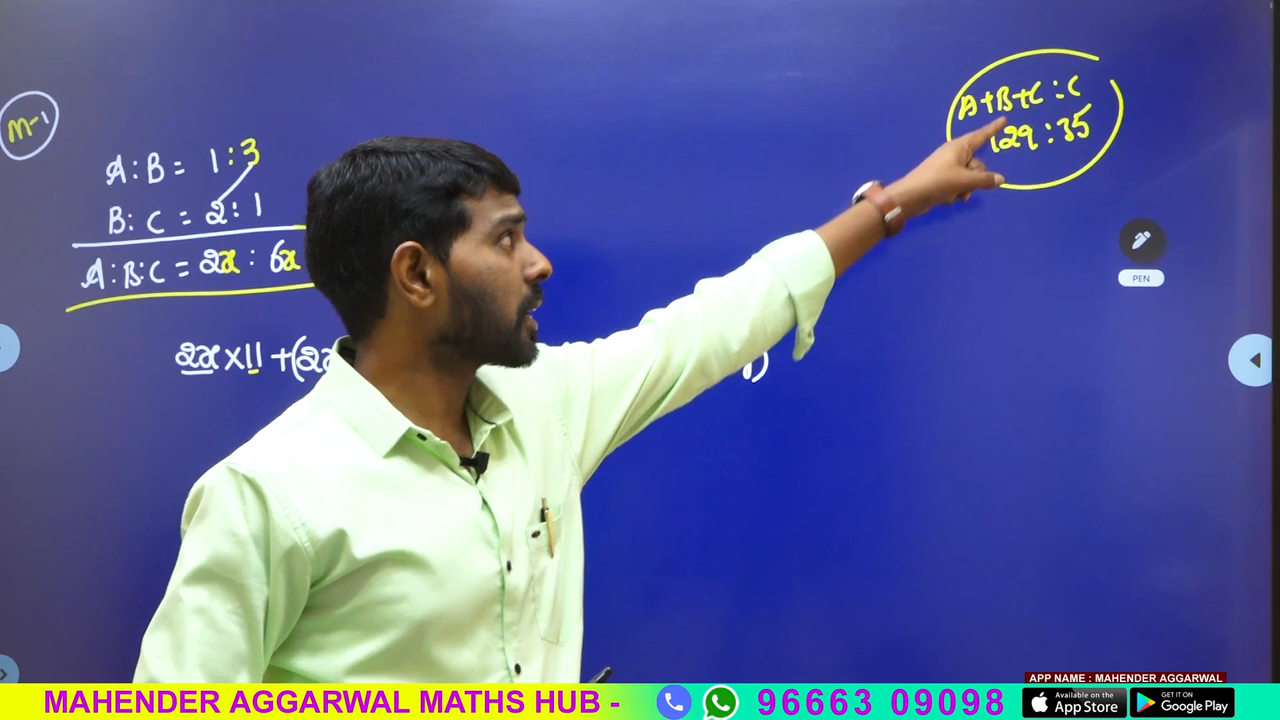 M-1
A:B = 1:3
B:C = 2:1
A:B:C = 2x : 6x
2x x 11 + (2x
A+B+C : C
129 : 35
PEN
APP NAME : MAHENDER AGGARWAL
MAHENDER AGGARWAL MATHS HUB - 96663 09098
Available on the App Store
GET IT ON Google Play